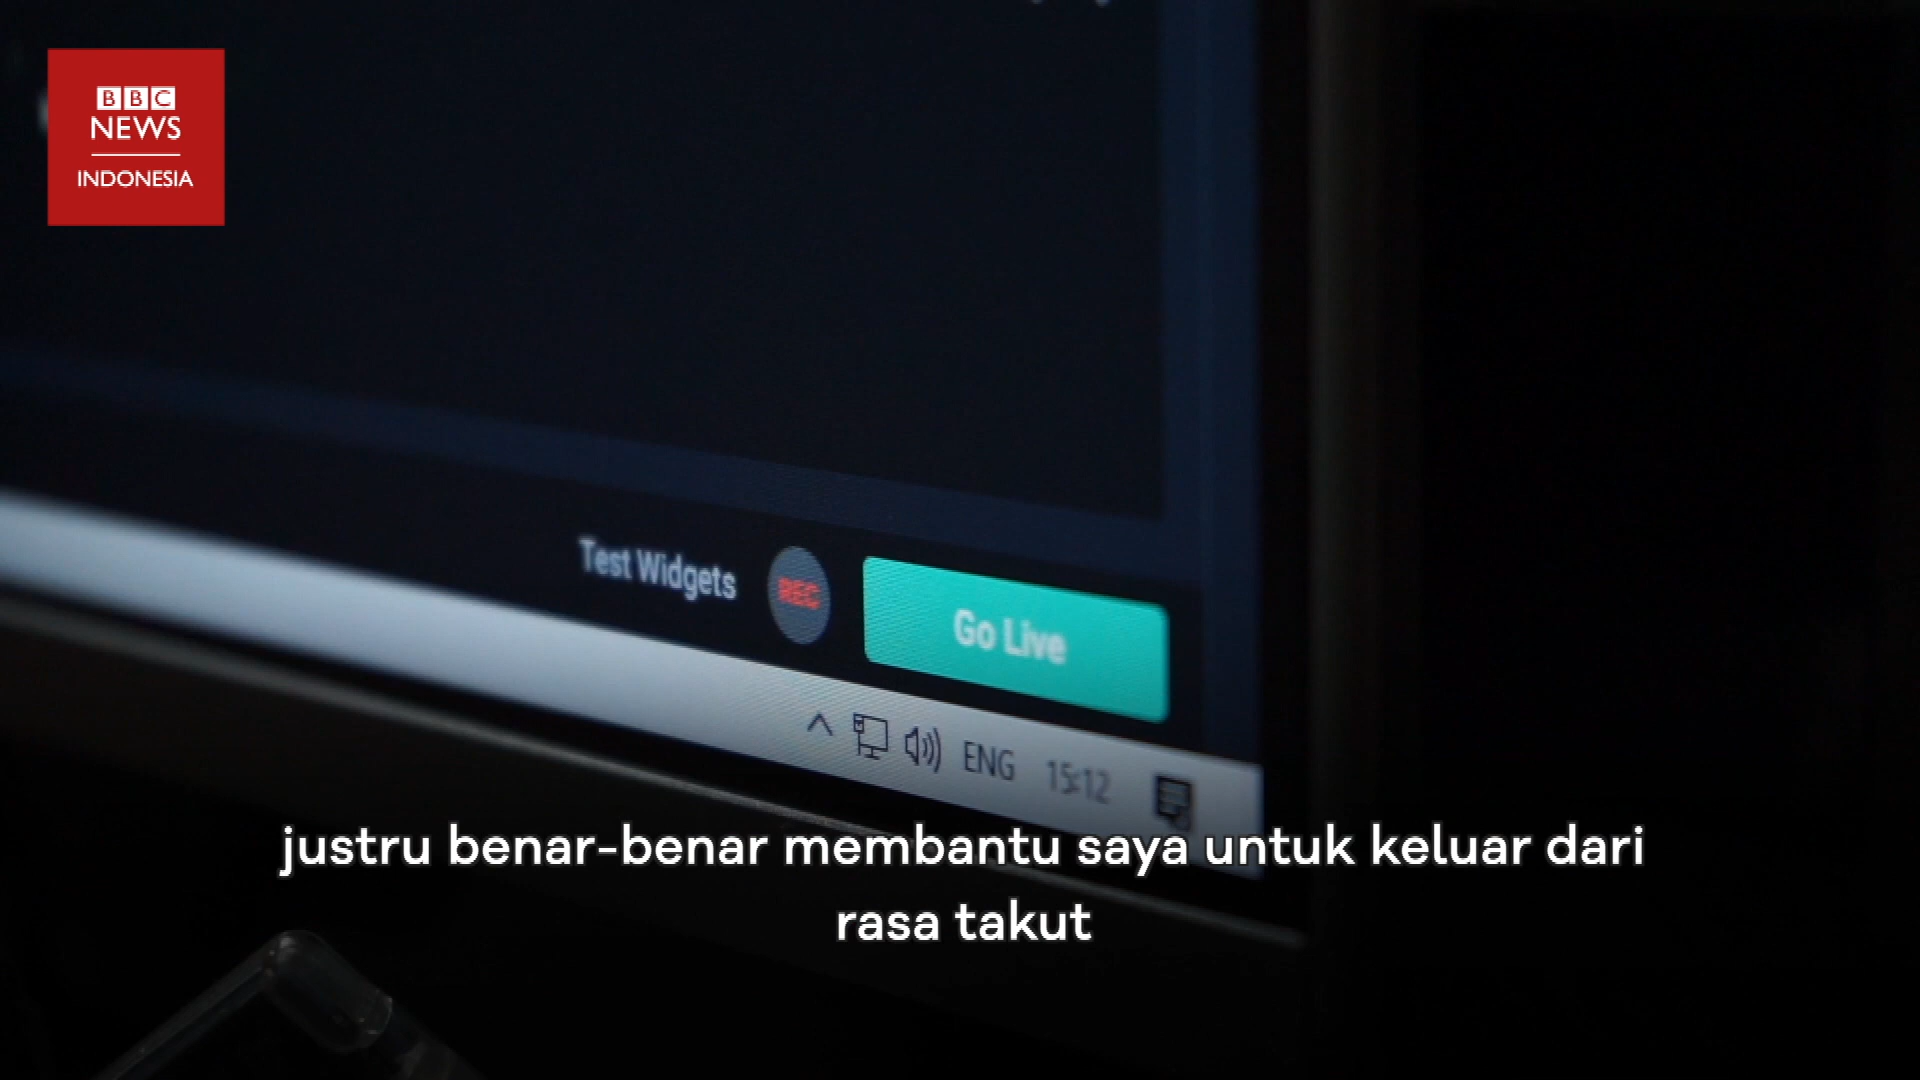 BBC
NEWS
INDONESIA
Test Widgets
REC
Go Live
ENG
15:12
justru benar-benar membantu saya untuk keluar dari
rasa takut